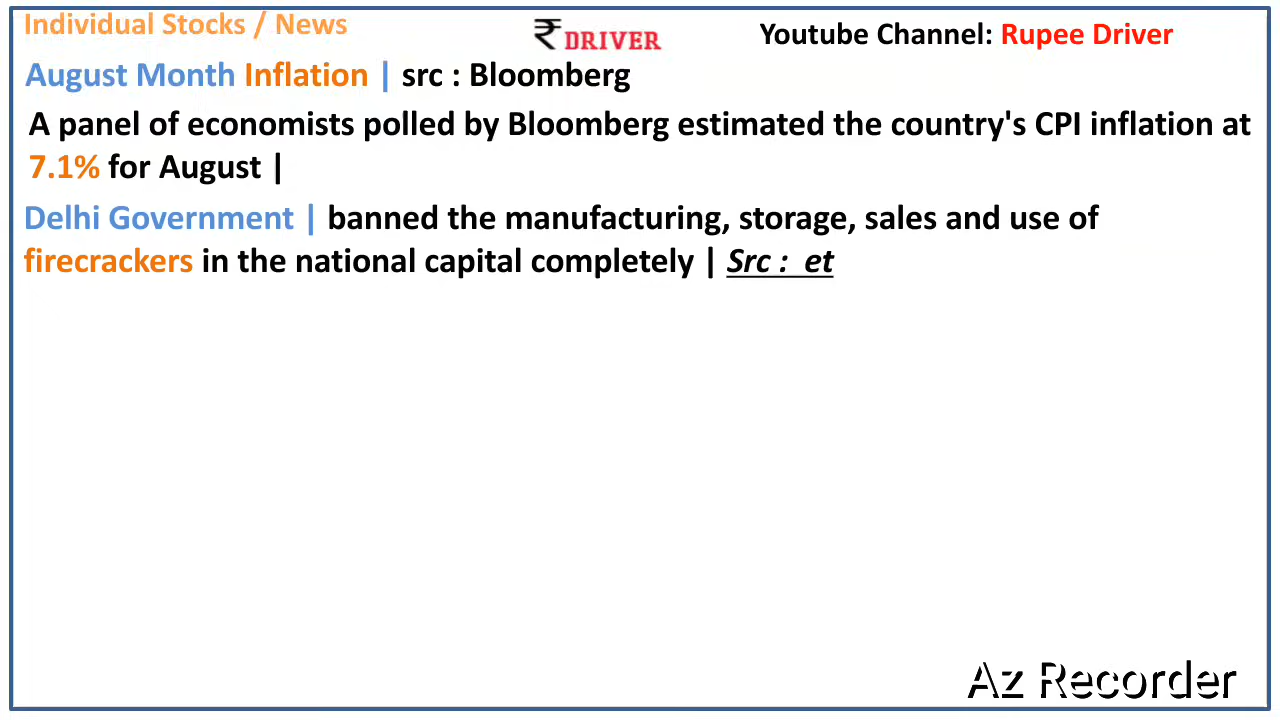 Individual Stocks / News
₹ DRIVER
Youtube Channel: Rupee Driver
August Month Inflation | src : Bloomberg
A panel of economists polled by Bloomberg estimated the country's CPI inflation at
7.1% for August |
Delhi Government | banned the manufacturing, storage, sales and use of
firecrackers in the national capital completely | Src :  et
Az Recorder